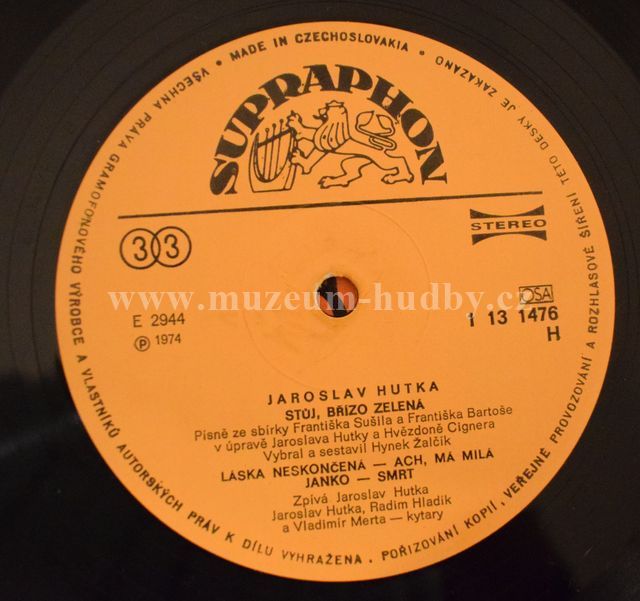 VŠECHNA PRÁVA GRAMOFONOVÉHO VÝROBCE A VLASTNÍKŮ AUTORSKÝCH PRÁV K DÍLU VYHRAŽENA. POŘIZOVÁNÍ KOPIÍ, VEŘEJNÉ PROVOZOVÁNÍ A ROZHLASOVÉ ŠÍŘENÍ TÉTO DESKY JE ZAKÁZÁNO • MADE IN CZECHOSLOVAKIA •
SUPRAPHON
33
STEREO
www.muzeum-hudby.cz
OSA
E 2944
1 13 1476
Ⓟ 1974
H
JAROSLAV HUTKA
STŮJ, BŘÍZO ZELENÁ
Písně ze sbírky Františka Sušila a Františka Bartoše
v úpravě Jaroslava Hutky a Hvězdoně Cignera
Vybral a sestavil Hynek Žalčík
LÁSKA NESKONČENÁ — ACH, MÁ MILÁ
JANKO — SMRT
Zpívá Jaroslav Hutka
Jaroslav Hutka, Radim Hladík
a Vladimír Merta — kytary